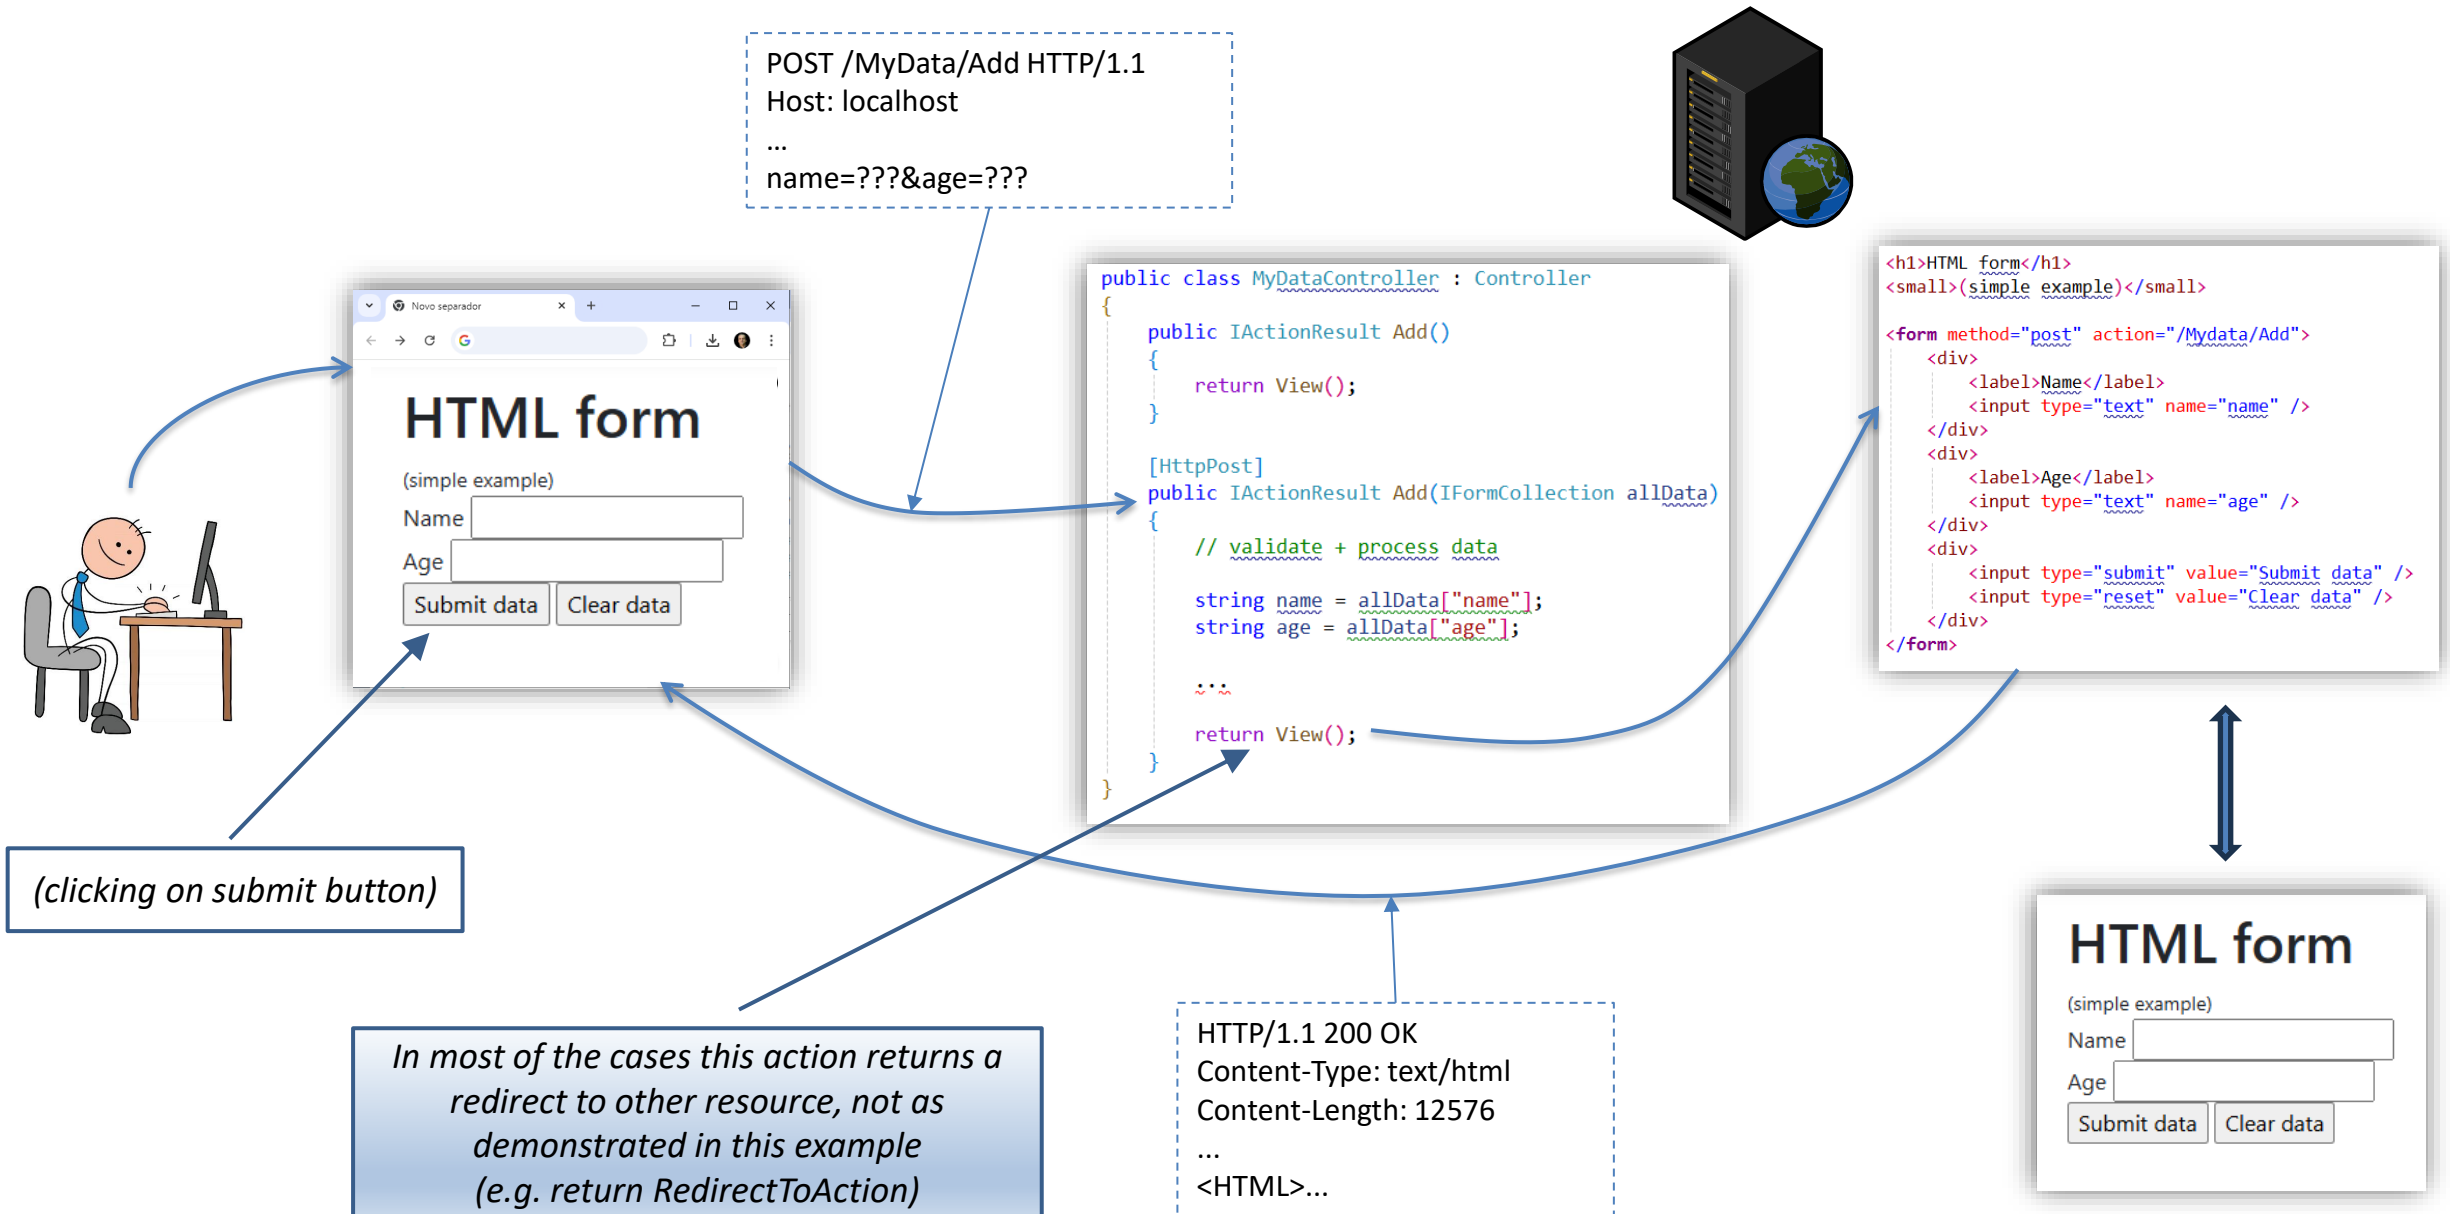 POST /MyData/Add HTTP/1.1
Host: localhost
...
name=???&age=???
Novo separador
HTML form
(simple example)
Name
Age
Submit data
Clear data
(clicking on submit button)
public class MyDataController : Controller
{
public IActionResult Add()
{
return View();
}
[HttpPost]
public IActionResult Add(IFormCollection allData)
{
// validate + process data
string name = allData["name"];
string age = allData["age"];
...
return View();
}
}
<h1>HTML form</h1>
<small>(simple example)</small>
<form method="post" action="/Mydata/Add">
<div>
<label>Name</label>
<input type="text" name="name" />
</div>
<div>
<label>Age</label>
<input type="text" name="age" />
</div>
<div>
<input type="submit" value="Submit data" />
<input type="reset" value="Clear data" />
</div>
</form>
In most of the cases this action returns a
redirect to other resource, not as
demonstrated in this example
(e.g. return RedirectToAction)
HTTP/1.1 200 OK
Content-Type: text/html
Content-Length: 12576
...
<HTML>...
HTML form
(simple example)
Name
Age
Submit data
Clear data